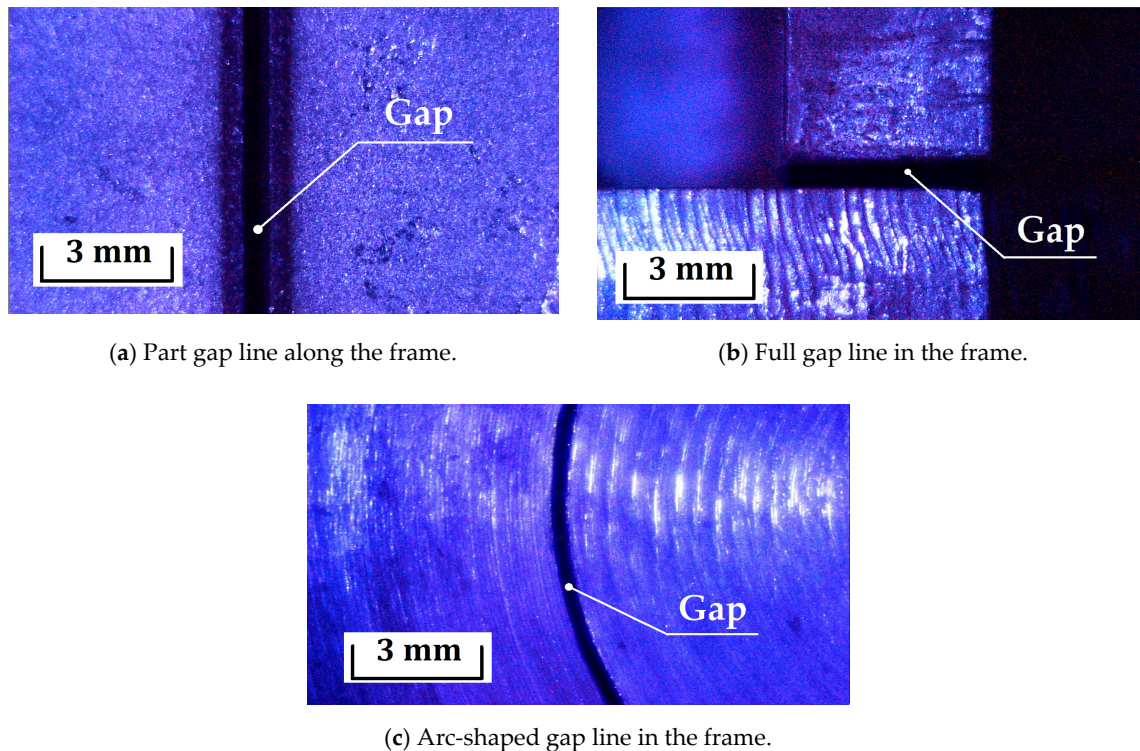 Gap
3 mm
Gap
3 mm
(a) Part gap line along the frame.
(b) Full gap line in the frame.
Gap
3 mm
(c) Arc-shaped gap line in the frame.